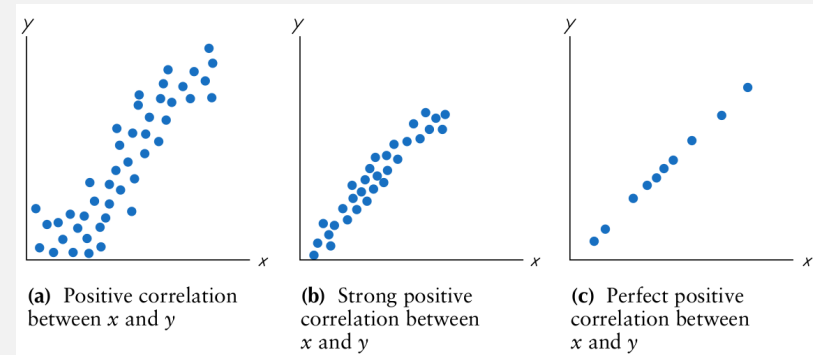 y
x
(a) Positive correlation
between x and y
y
x
(b) Strong positive
correlation between
x and y
y
x
(c) Perfect positive
correlation between
x and y